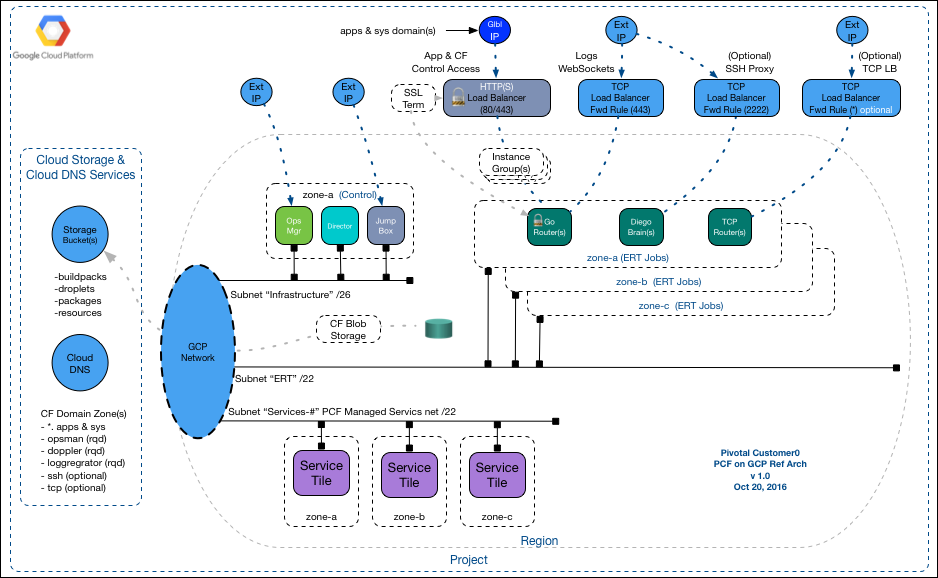 Google Cloud Platform
apps & sys domain(s)
Glbl
IP
Ext
IP
Ext
IP
App & CF
Control Access
Logs
WebSockets
(Optional)
SSH Proxy
(Optional)
TCP LB
Ext
IP
Ext
IP
SSL
Term
HTTP(S)
Load Balancer
(80/443)
TCP
Load Balancer
Fwd Rule (443)
TCP
Load Balancer
Fwd Rule (2222)
TCP
Load Balancer
Fwd Rule (*) optional
Cloud Storage &
Cloud DNS Services
Instance
Group(s)
zone-a (Control)
Ops
Mgr
Director
Jump
Box
Go
Router(s)
Diego
Brain(s)
TCP
Router(s)
zone-a (ERT Jobs)
zone-b (ERT Jobs)
zone-c (ERT Jobs)
Storage
Bucket(s)
-buildpacks
-droplets
-packages
-resources
Subnet “Infrastructure” /26
CF Blob
Storage
GCP
Network
Cloud
DNS
Subnet “ERT” /22
CF Domain Zone(s)
- *. apps & sys
- opsman (rqd)
- doppler (rqd)
- loggregrator (rqd)
- ssh (optional)
- tcp (optional)
Subnet “Services-#” PCF Managed Servics net /22
Service
Tile
Service
Tile
Service
Tile
zone-a
zone-b
zone-c
Pivotal Customer0
PCF on GCP Ref Arch
v 1.0
Oct 20, 2016
Region
Project